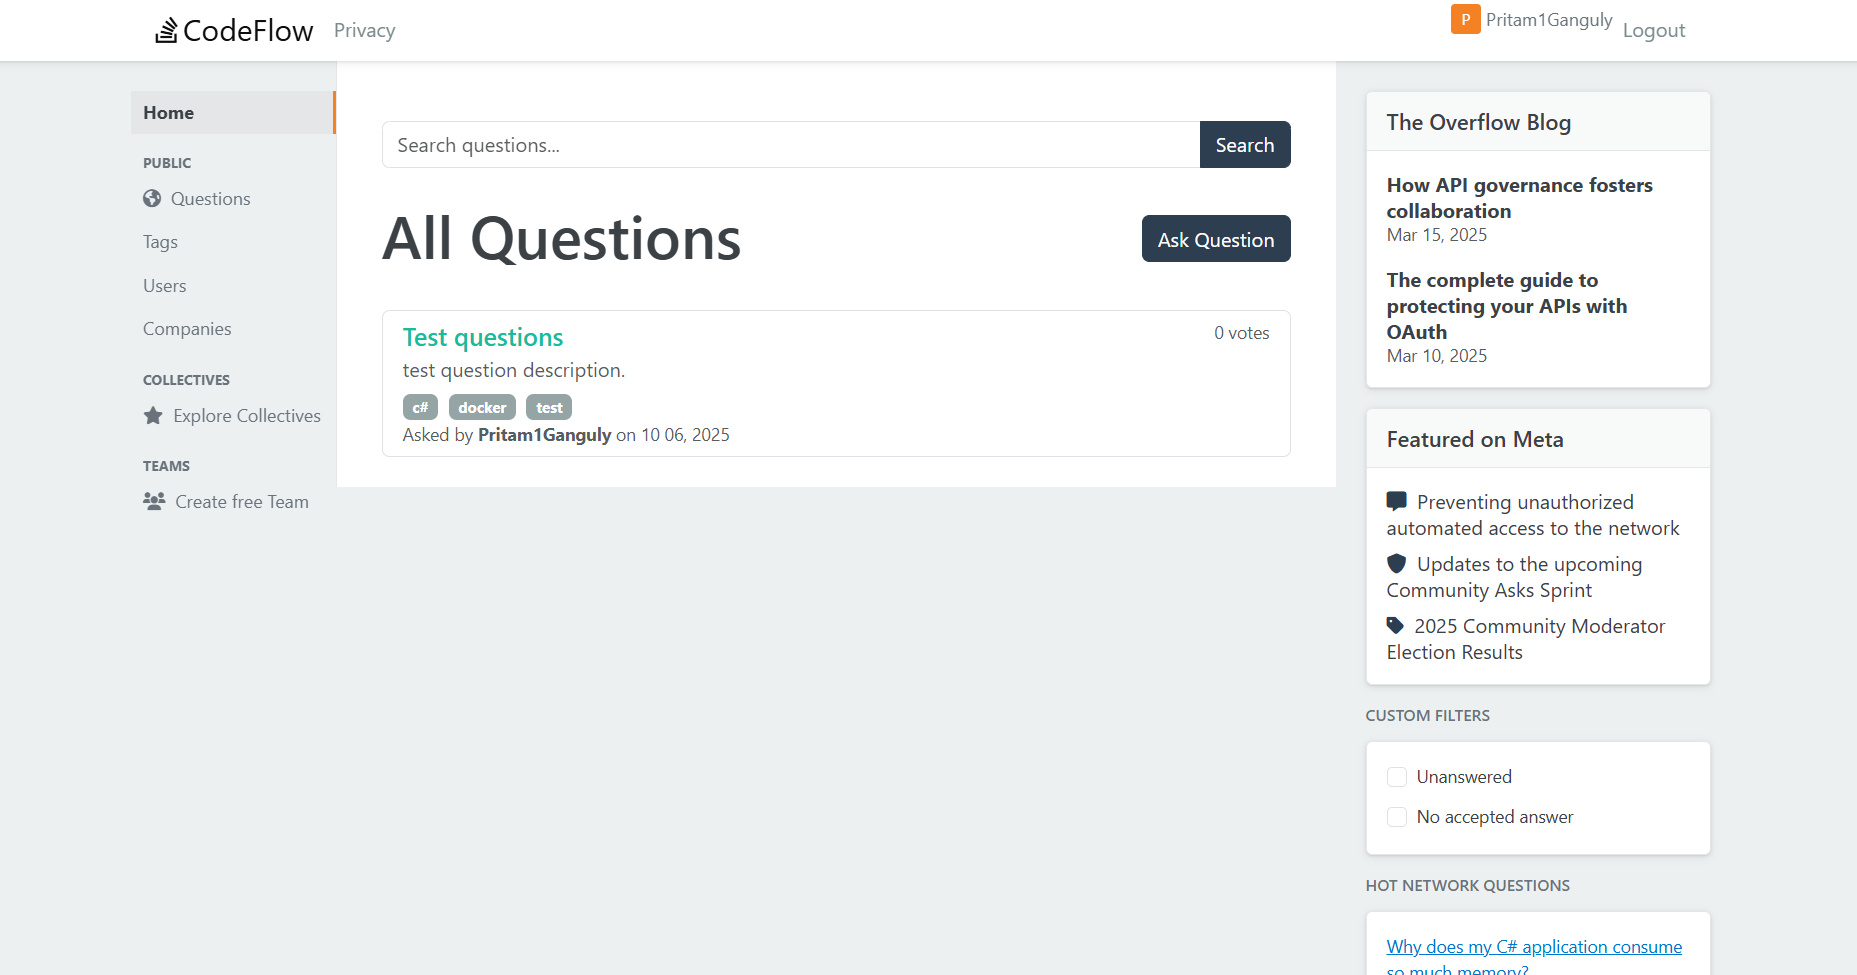 CodeFlow
Privacy
P Pritam1Ganguly
Logout
Home
PUBLIC
Questions
Tags
Users
Companies
COLLECTIVES
Explore Collectives
TEAMS
Create free Team
Search questions...
Search
All Questions
Ask Question
Test questions
0 votes
test question description.
c# docker test
Asked by Pritam1Ganguly on 10 06, 2025
The Overflow Blog
How API governance fosters
collaboration
Mar 15, 2025
The complete guide to
protecting your APIs with
OAuth
Mar 10, 2025
Featured on Meta
Preventing unauthorized
automated access to the network
Updates to the upcoming
Community Asks Sprint
2025 Community Moderator
Election Results
CUSTOM FILTERS
Unanswered
No accepted answer
HOT NETWORK QUESTIONS
Why does my C# application consume
so much memory?